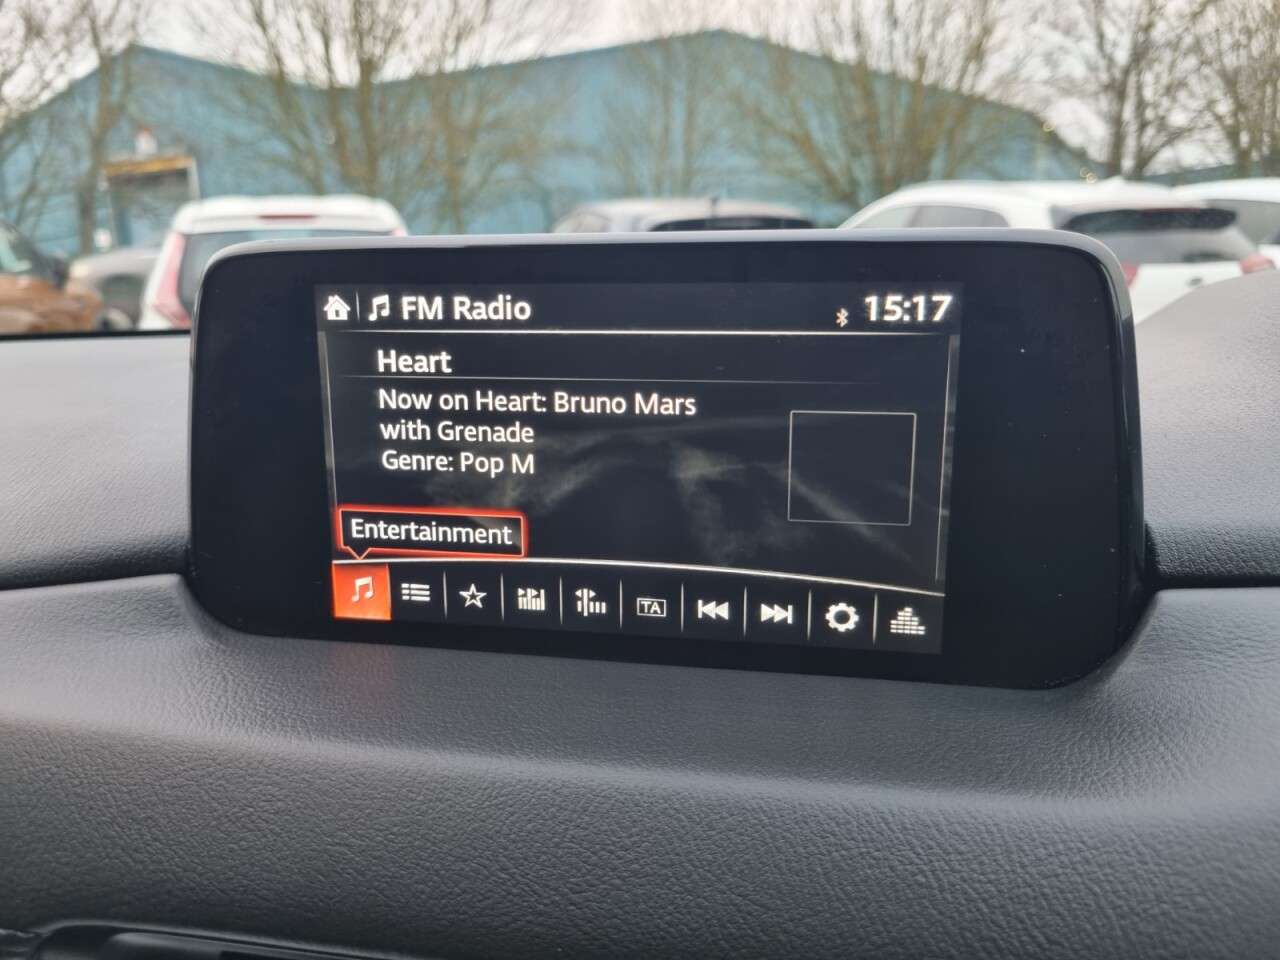 FM Radio
15:17
Heart
Now on Heart: Bruno Mars
with Grenade
Genre: Pop M
Entertainment
TA